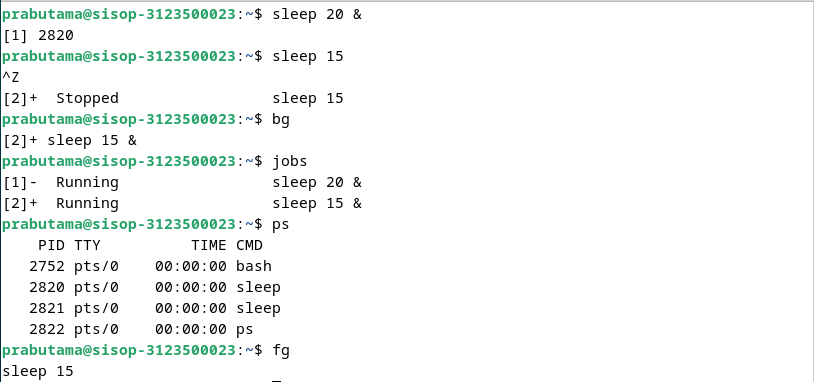 prabutama@sisop-3123500023:~$ sleep 20 &
[1] 2820
prabutama@sisop-3123500023:~$ sleep 15
^Z
[2]+  Stopped                 sleep 15
prabutama@sisop-3123500023:~$ bg
[2]+ sleep 15 &
prabutama@sisop-3123500023:~$ jobs
[1]-  Running                 sleep 20 &
[2]+  Running                 sleep 15 &
prabutama@sisop-3123500023:~$ ps
    PID TTY          TIME CMD
   2752 pts/0    00:00:00 bash
   2820 pts/0    00:00:00 sleep
   2821 pts/0    00:00:00 sleep
   2822 pts/0    00:00:00 ps
prabutama@sisop-3123500023:~$ fg
sleep 15